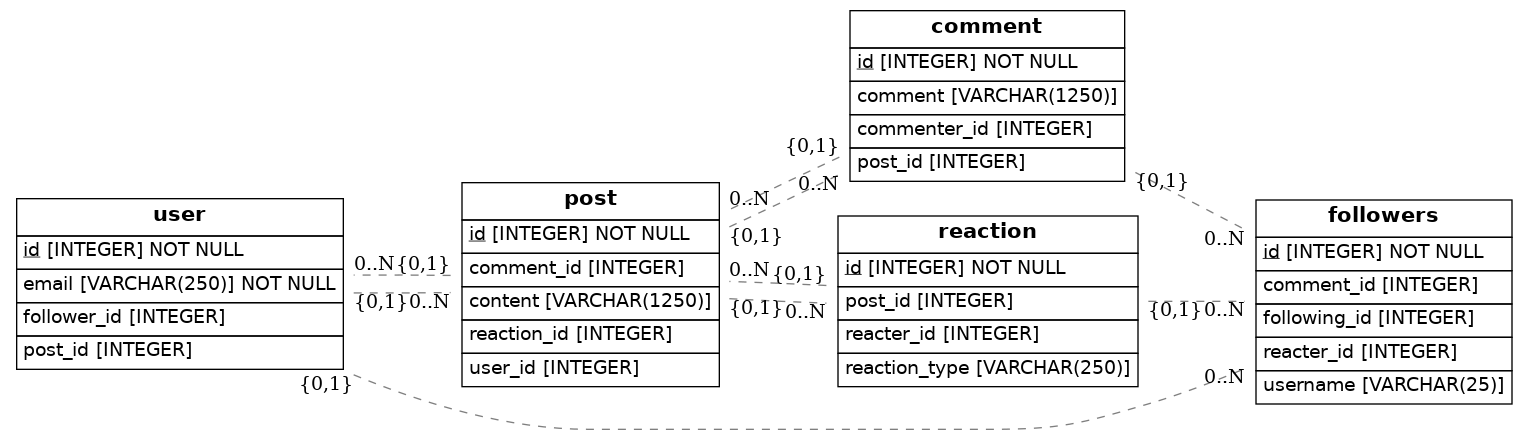 comment
id [INTEGER] NOT NULL
comment [VARCHAR(1250)]
commenter_id [INTEGER]
post_id [INTEGER]
user
id [INTEGER] NOT NULL
email [VARCHAR(250)] NOT NULL
follower_id [INTEGER]
post_id [INTEGER]
post
id [INTEGER] NOT NULL
comment_id [INTEGER]
content [VARCHAR(1250)]
reaction_id [INTEGER]
user_id [INTEGER]
reaction
id [INTEGER] NOT NULL
post_id [INTEGER]
reacter_id [INTEGER]
reaction_type [VARCHAR(250)]
followers
id [INTEGER] NOT NULL
comment_id [INTEGER]
following_id [INTEGER]
reacter_id [INTEGER]
username [VARCHAR(25)]
0..N{0,1}
{0,1}0..N
{0,1}
0..N
0..N
{0,1}
0..N {0,1}
{0,1} 0..N
{0,1}
0..N
{0,1} 0..N
{0,1}
0..N